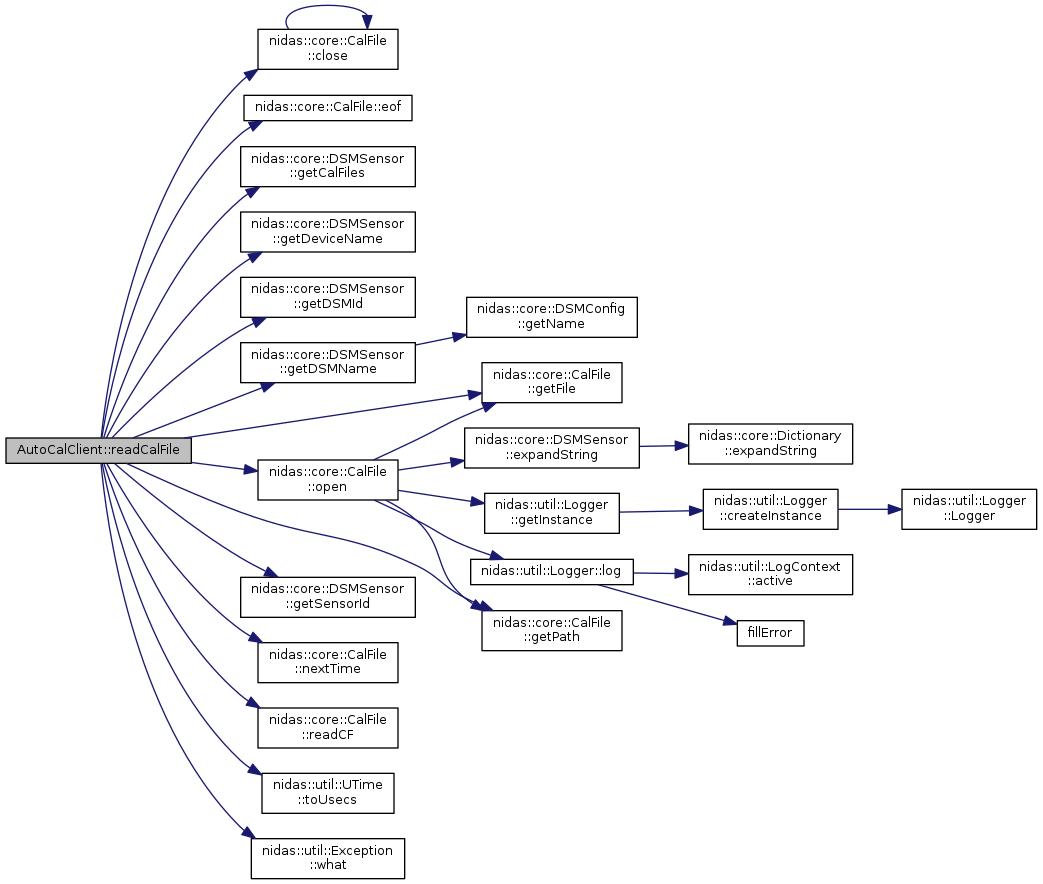 nidas::core::CalFile
::close
nidas::core::CalFile::eof
nidas::core::DSMSensor
::getCalFiles
nidas::core::DSMSensor
::getDeviceName
nidas::core::DSMSensor
::getDSMId
nidas::core::DSMConfig
::getName
nidas::core::DSMSensor
::getDSMName
nidas::core::CalFile
::getFile
AutoCalClient::readCalFile
nidas::core::DSMSensor
::expandString
nidas::core::Dictionary
::expandString
nidas::core::CalFile
::open
nidas::util::Logger
::getInstance
nidas::util::Logger
::createInstance
nidas::util::Logger
::Logger
nidas::util::Logger::log
nidas::util::LogContext
::active
nidas::core::DSMSensor
::getSensorId
nidas::core::CalFile
::getPath
fillError
nidas::core::CalFile
::nextTime
nidas::core::CalFile
::readCF
nidas::util::UTime
::toUsecs
nidas::util::Exception
::what